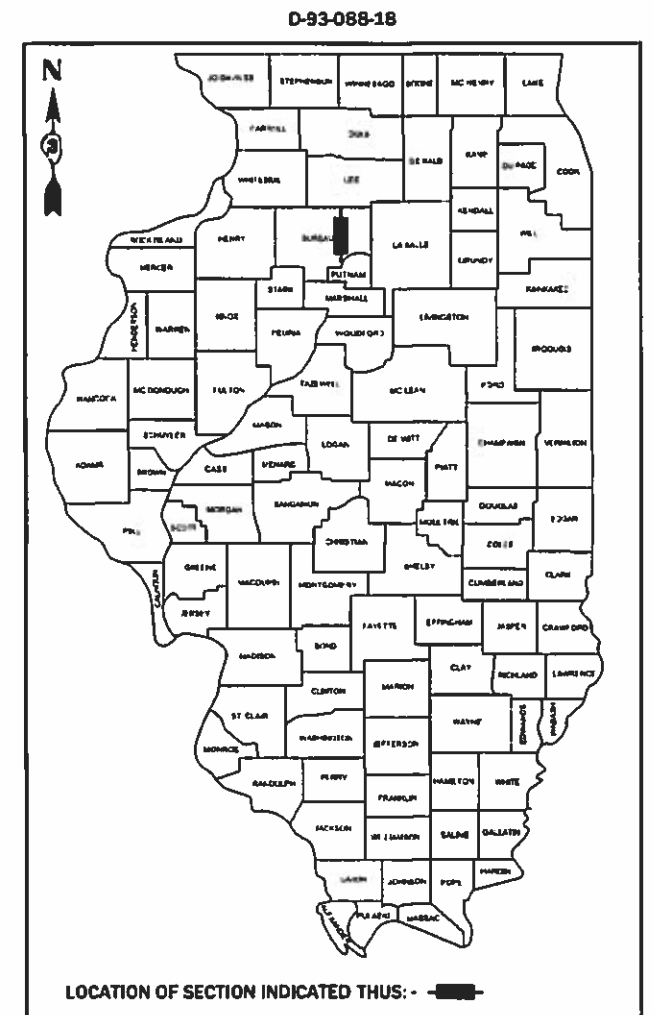 D-93-088-18
N
3
STEPHENSON WINNEBAGO BOONE MC HENRY LAKE
CARROLL
DE KALB KANE DU PAGE COOK
WHITESIDE LEE
KENDALL
ROCK ISLAND HENRY BUREAU LA SALLE WILL
MERCER GRUNDY
PUTNAM
STARK KANKAKEE
MARSHALL
HENDERSON WARREN KNOX LIVINGSTON
PEORIA WOODFORD IROQUOIS
HANCOCK MC DONOUGH FULTON TAZEWELL MC LEAN FORD
MASON
SCHUYLER LOGAN DE WITT CHAMPAIGN VERMILION
ADAMS BROWN CASS MENARD PIATT
MACON
MORGAN SANGAMON DOUGLAS
PIKE SCOTT MOULTRIE EDGAR
CHRISTIAN COLES
SHELBY
GREENE MACOUPIN MONTGOMERY CUMBERLAND CLARK
CALHOUN
JERSEY FAYETTE EFFINGHAM JASPER CRAWFORD
MADISON BOND
CLAY RICHLAND LAWRENCE
CLINTON MARION
ST CLAIR WAYNE EDWARDS WABASH
WASHINGTON JEFFERSON
MONROE
RANDOLPH PERRY HAMILTON WHITE
FRANKLIN
JACKSON WILLIAMSON SALINE GALLATIN
UNION JOHNSON POPE HARDIN
ALEXANDER PULASKI MASSAC
LOCATION OF SECTION INDICATED THUS: -